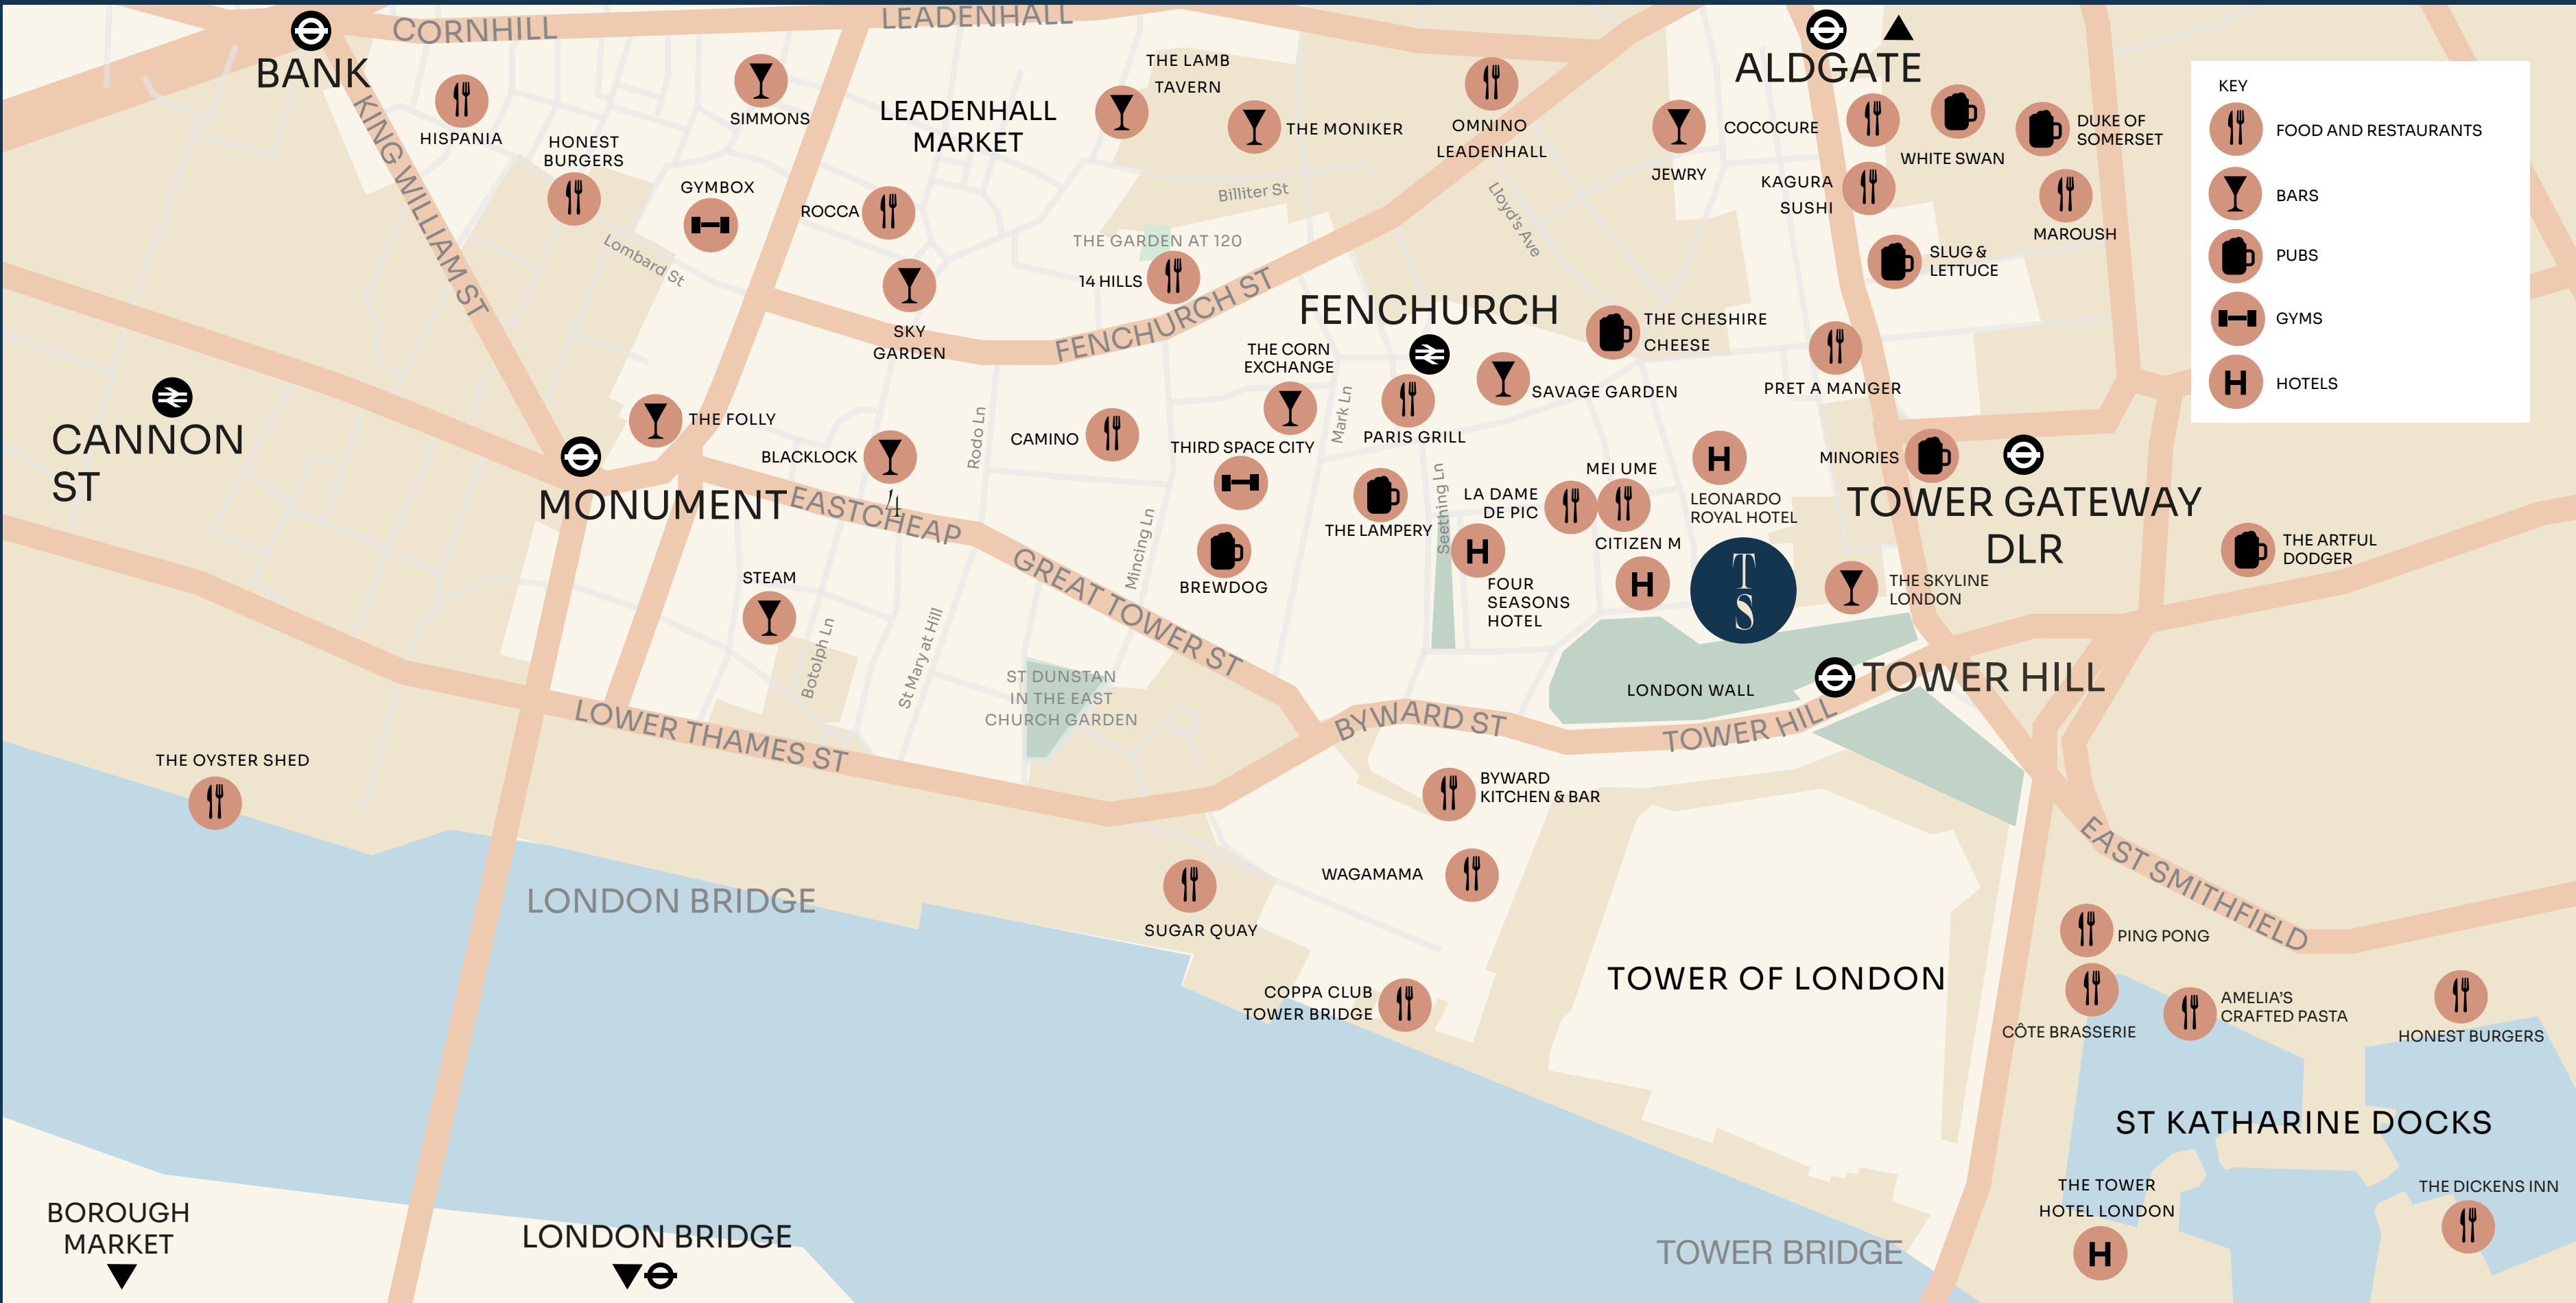 CORNHILL
LEADENHALL
BANK
KING WILLIAM ST
HISPANIA
HONEST
BURGERS
SIMMONS
GYMBOX
Lombard St
LEADENHALL
MARKET
ROCCA
SKY
GARDEN
THE LAMB
TAVERN
THE MONIKER
Billiter St
THE GARDEN AT 120
14 HILLS
FENCHURCH ST
OMNINO
LEADENHALL
Lloyd's Ave
JEWRY
ALDGATE
COCOCURE
WHITE SWAN
DUKE OF
SOMERSET
KAGURA
SUSHI
MAROUSH
SLUG &
LETTUCE
KEY
FOOD AND RESTAURANTS
BARS
PUBS
GYMS
H
HOTELS
FENCHURCH
THE CHESHIRE
CHEESE
SAVAGE GARDEN
PRET A MANGER
THE CORN
EXCHANGE
PARIS GRILL
Mark Ln
CANNON
ST
THE FOLLY
MONUMENT
BLACKLOCK
4
EASTCHEAP
Rodo Ln
CAMINO
THIRD SPACE CITY
Mincing Ln
BREWDOG
THE LAMPERY
Seething Ln
LA DAME
DE PIC
MEI UME
H
LEONARDO
ROYAL HOTEL
MINORIES
TOWER GATEWAY
DLR
H
FOUR
SEASONS
HOTEL
CITIZEN M
H
T
S
THE SKYLINE
LONDON
THE ARTFUL
DODGER
STEAM
Botolph Ln
St Mary at Hill
GREAT TOWER ST
ST DUNSTAN
IN THE EAST
CHURCH GARDEN
LOWER THAMES ST
BYWARD ST
LONDON WALL
TOWER HILL
TOWER HILL
THE OYSTER SHED
BYWARD
KITCHEN & BAR
WAGAMAMA
SUGAR QUAY
COPPA CLUB
TOWER BRIDGE
LONDON BRIDGE
TOWER OF LONDON
EAST SMITHFIELD
PING PONG
CÔTE BRASSERIE
AMELIA'S
CRAFTED PASTA
HONEST BURGERS
ST KATHARINE DOCKS
THE TOWER
HOTEL LONDON
H
THE DICKENS INN
BOROUGH
MARKET
LONDON BRIDGE
TOWER BRIDGE